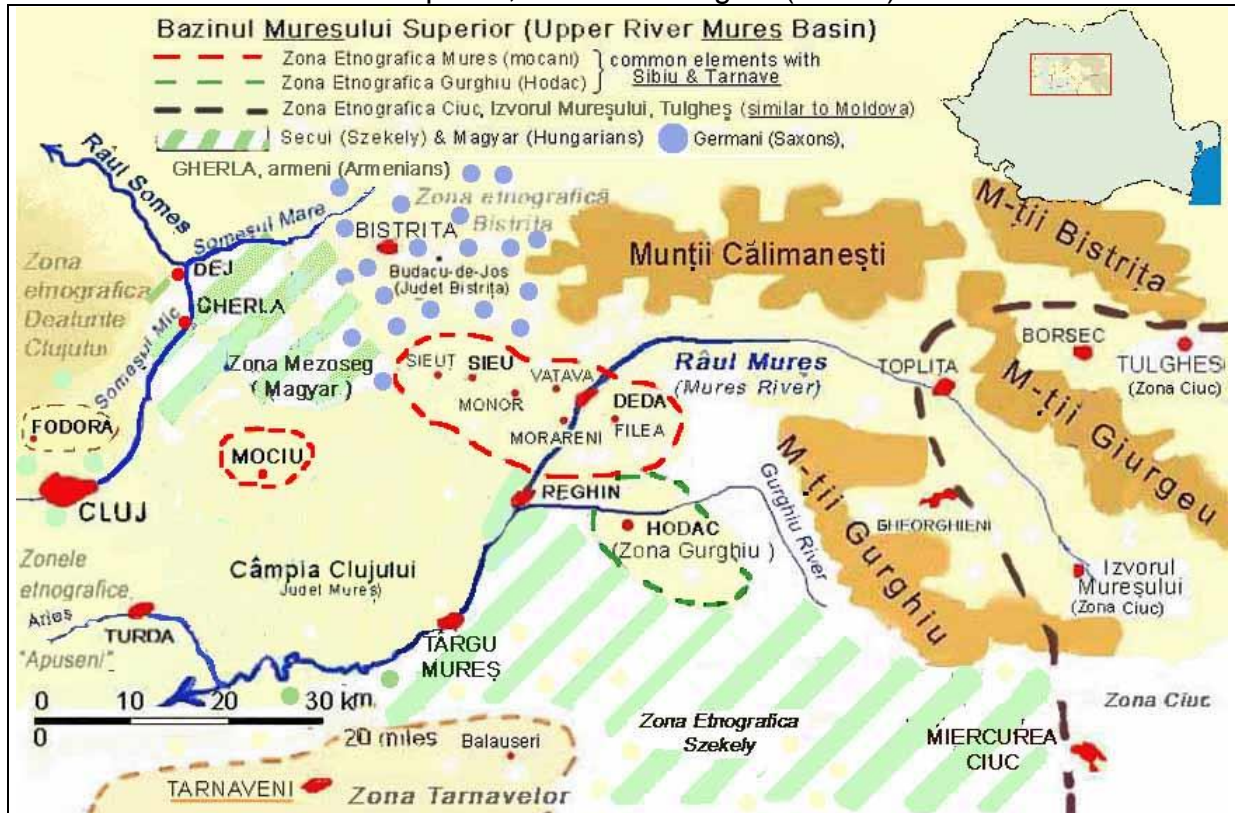 Bazinul Muresului Superior (Upper River Mures Basin)
Zona Etnografica Mures (mocani)
common elements with
Zona Etnografica Gurghiu (Hodac)
Sibiu & Tarnave
Zona Etnografica Ciuc, Izvorul Mureșului, Tulgheș (similar to Moldova)
Secui (Szekely) & Magyar (Hungarians)
Germani (Saxons),
GHERLA, armeni (Armenians)
Râul Somes
Someșul Mare
Zona etnografică
Bistrița
BISTRITA
Budacu-de-Jos
(Judet Bistrița)
Munții Călimanești
M-ții Bistrița
DEJ
Zona
etnografica
Dealurile
Clujului
GHERLA
Someșul Mic
Zona Mezoseg
(Magyar)
SIEUT
SIEU
VATAVA
MONOR
DEDA
MORARENI
FILEA
Râul Mureș
(Mures River)
TOPLITA
BORSEC
TULGHES
(Zona Ciuc)
M-ții Giurgeu
FODORA
MOCIU
CLUJ
REGHIN
HODAC
(Zona Gurghiu)
Gurghiu River
M-ții Gurghiu
GHEORGHIENI
Izvorul
Mureșului
(Zona Ciuc)
Zonele
etnografice,
Aries
"Apuseni"
TURDA
Câmpia Clujului
Judet Mureș)
TÂRGU
MUREȘ
0 10 20 30 km.
0 20 miles
Balauseri
TARNAVENI
Zona Tarnavelor
Zona Etnografica
Szekely
MIERCUREA
CIUC
Zona Ciuc